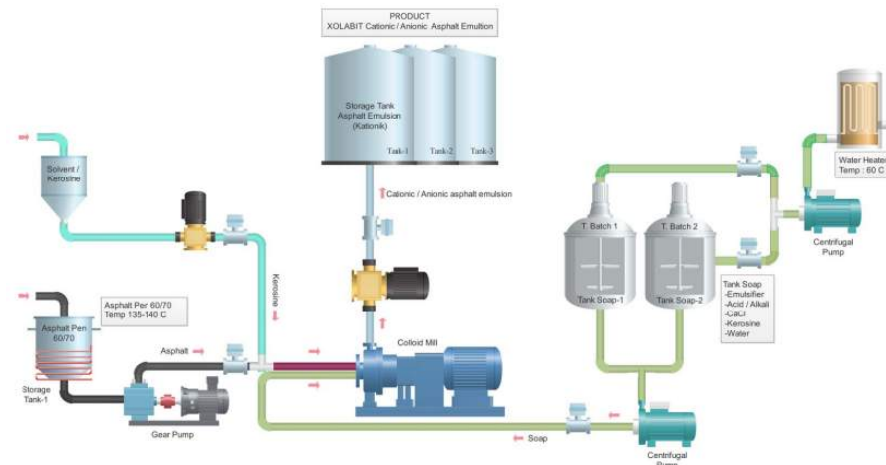 PRODUCT
XOLABIT Cationic / Anionic Asphalt Emultion
Storage Tank
Asphalt Emulsion
(Kationik)
Tank-1
Tank-2
Tank-3
Cationic / Anionic asphalt emulsion
Solvent /
Kerosine
Kerosine
Asphalt Per 60/70
Temp 135-140 C
Asphalt Pen
60/70
Storage
Tank-1
Asphalt
Gear Pump
Colloid Mill
Soap
T. Batch 1
Tank Soap-1
T. Batch 2
Tank Soap-2
Tank Soap
-Emulsifier
-Acid / Alkali
-CaCl
-Kerosine
-Water
Water Heater
Temp : 60 C
Centrifugal
Pump
Centrifugal
Pump